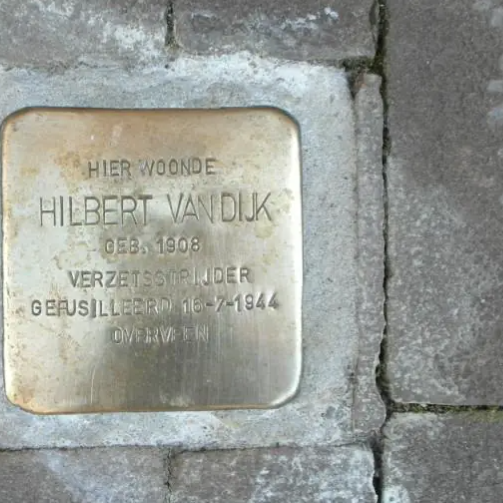 HIER WOONDE
HILBERT VAN DIJK
GEB. 1908
VERZETSSTRIJDER
GEFUSILLEERD 16-7-1944
OVERVEEN